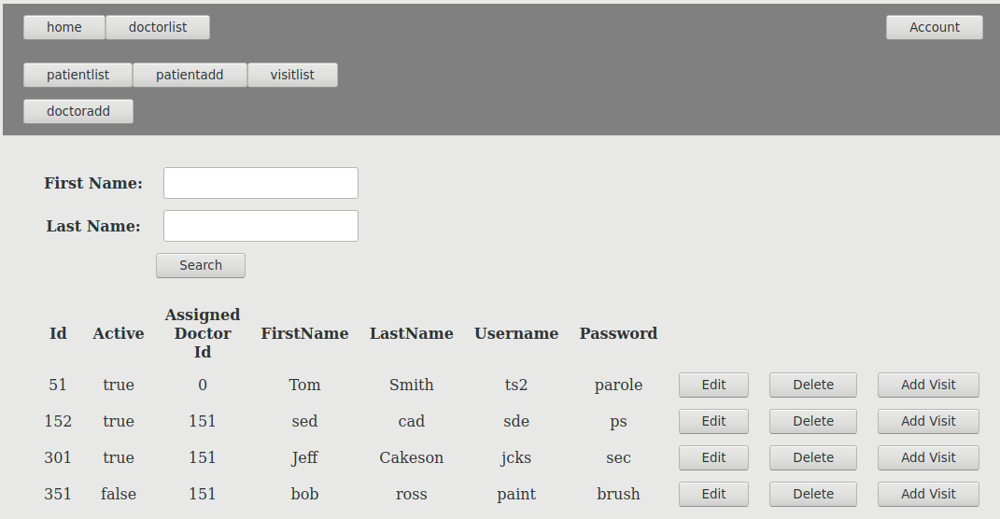 home doctorlist Account
patientlist patientadd visitlist
doctoradd
First Name:
Last Name:
Search
Id Active Assigned Doctor Id FirstName LastName Username Password
51 true 0 Tom Smith ts2 parole Edit Delete Add Visit
152 true 151 sed cad sde ps Edit Delete Add Visit
301 true 151 Jeff Cakeson jcks sec Edit Delete Add Visit
351 false 151 bob ross paint brush Edit Delete Add Visit